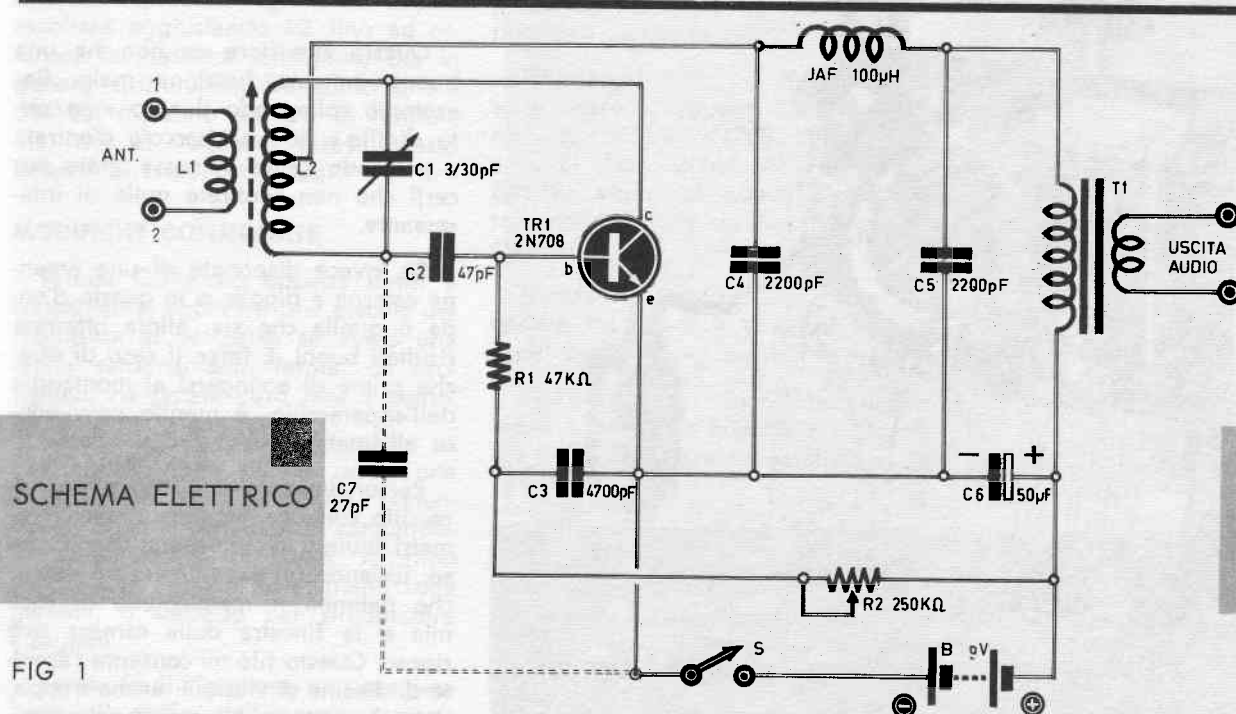 JAF 100µH
1
ANT.
L1
L2
2
C1 3/30pF
TR1
2N708
c
b
e
C2 47pF
C4
2200pF
C5 2200pF
T1
USCITA
AUDIO
R1 47KΩ
SCHEMA ELETTRICO
C7
27pF
C3 4700pF
− +
C6 50µF
R2 250KΩ
S
B 9V
− +
FIG 1